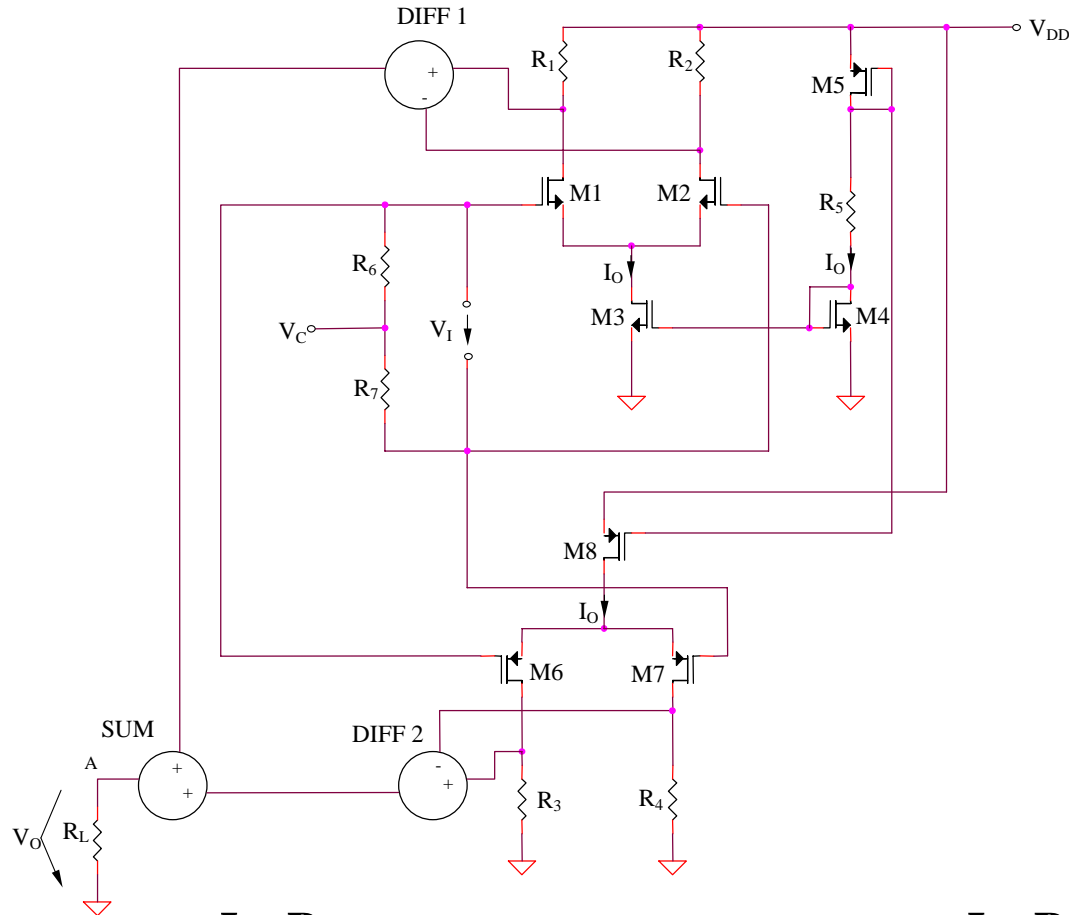 DIFF 1
V_DD
+
-
R_1
R_2
M5
M1
M2
R_5
R_6
I_O
I_O
V_C
V_I
M3
M4
R_7
M8
I_O
M6
M7
SUM
DIFF 2
A
+
+
-
+
R_3
R_4
V_O
R_L